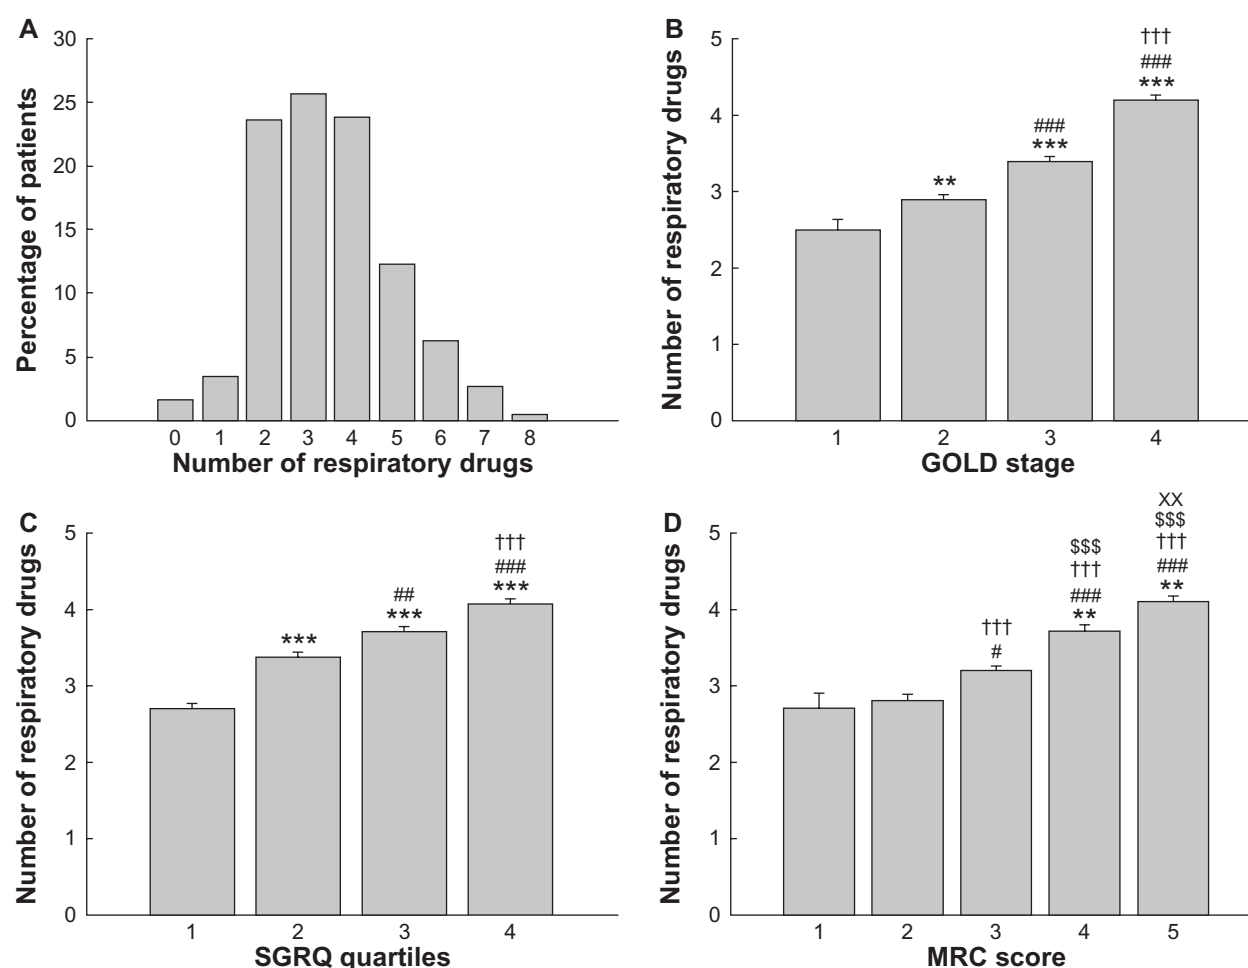 A
30
25
20
15
10
5
0
Percentage of patients
0 1 2 3 4 5 6 7 8
Number of respiratory drugs
B
5
4
3
2
1
0
Number of respiratory drugs
**
###
***
†††
###
***
1 2 3 4
GOLD stage
C
5
4
3
2
1
0
Number of respiratory drugs
***
##
***
†††
###
***
1 2 3 4
SGRQ quartiles
D
5
4
3
2
1
0
Number of respiratory drugs
†††
#
$$$
†††
###
**
XX
$$$
†††
###
**
1 2 3 4 5
MRC score